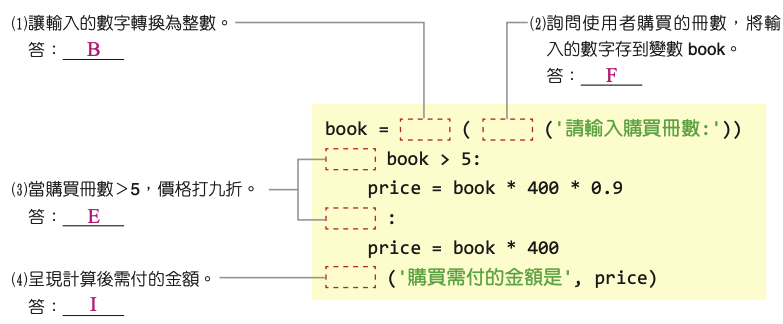 (1)讓輸入的數字轉換為整數。
答：B
(2)詢問使用者購買的冊數，將輸
入的數字存到變數 book。
答：F
book = ( ('請輸入購買冊數:'))
book > 5:
price = book * 400 * 0.9
(3)當購買冊數＞5，價格打九折。
答：E
:
price = book * 400
(4)呈現計算後需付的金額。
答：I
('購買需付的金額是', price)